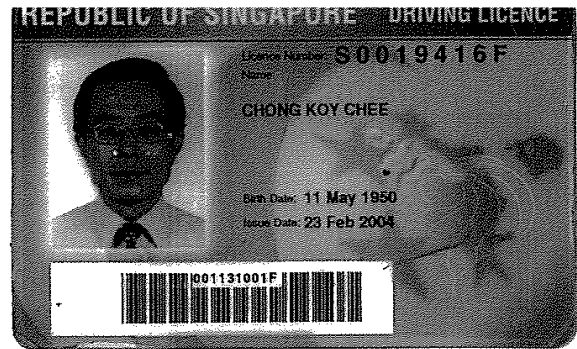 REPUBLIC OF SINGAPORE DRIVING LICENCE
Licence Number: S0019416F
Name
CHONG KOY CHEE
Birth Date: 11 May 1950
Issue Date: 23 Feb 2004
001131001F